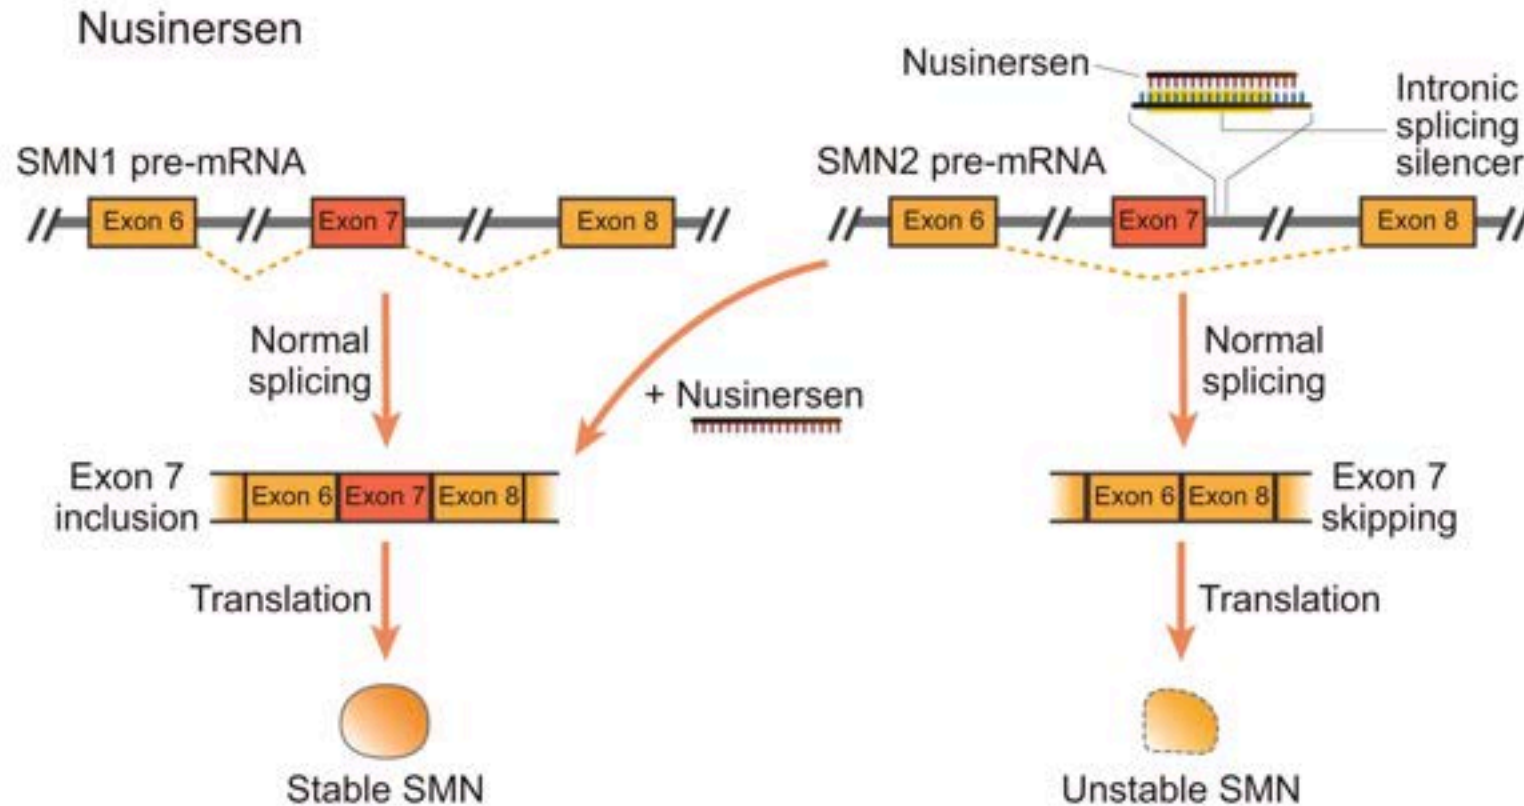 Nusinersen
Nusinersen
Intronic
splicing
silencer
SMN1 pre-mRNA
SMN2 pre-mRNA
Exon 6
Exon 7
Exon 8
Exon 6
Exon 7
Exon 8
Normal
splicing
+ Nusinersen
Normal
splicing
Exon 7
inclusion
Exon 6
Exon 7
Exon 8
Exon 6
Exon 8
Exon 7
skipping
Translation
Translation
Stable SMN
Unstable SMN